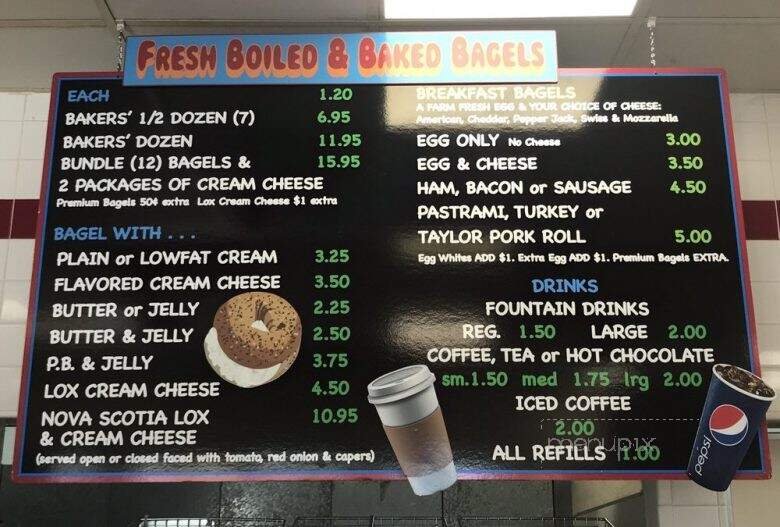 FRESH BOILED & BAKED BAGELS
EACH 1.20
BAKERS' 1/2 DOZEN (7) 6.95
BAKERS' DOZEN 11.95
BUNDLE (12) BAGELS & 15.95
2 PACKAGES OF CREAM CHEESE
Premium Bagels 50¢ extra Lox Cream Cheese $1 extra
BAGEL WITH . . .
PLAIN or LOWFAT CREAM 3.25
FLAVORED CREAM CHEESE 3.50
BUTTER or JELLY 2.25
BUTTER & JELLY 2.50
P.B. & JELLY 3.75
LOX CREAM CHEESE 4.50
NOVA SCOTIA LOX 10.95
& CREAM CHEESE
(served open or closed faced with tomato, red onion & capers)
BREAKFAST BAGELS
A FARM FRESH EGG & YOUR CHOICE OF CHEESE:
American, Cheddar, Pepper Jack, Swiss & Mozzarella
EGG ONLY No Cheese 3.00
EGG & CHEESE 3.50
HAM, BACON or SAUSAGE 4.50
PASTRAMI, TURKEY or
TAYLOR PORK ROLL 5.00
Egg Whites ADD $1. Extra Egg ADD $1. Premium Bagels EXTRA.
DRINKS
FOUNTAIN DRINKS
REG. 1.50 LARGE 2.00
COFFEE, TEA or HOT CHOCOLATE
sm.1.50 med 1.75 lrg 2.00
ICED COFFEE
2.00
menupix
ALL REFILLS 1.00
pepsi